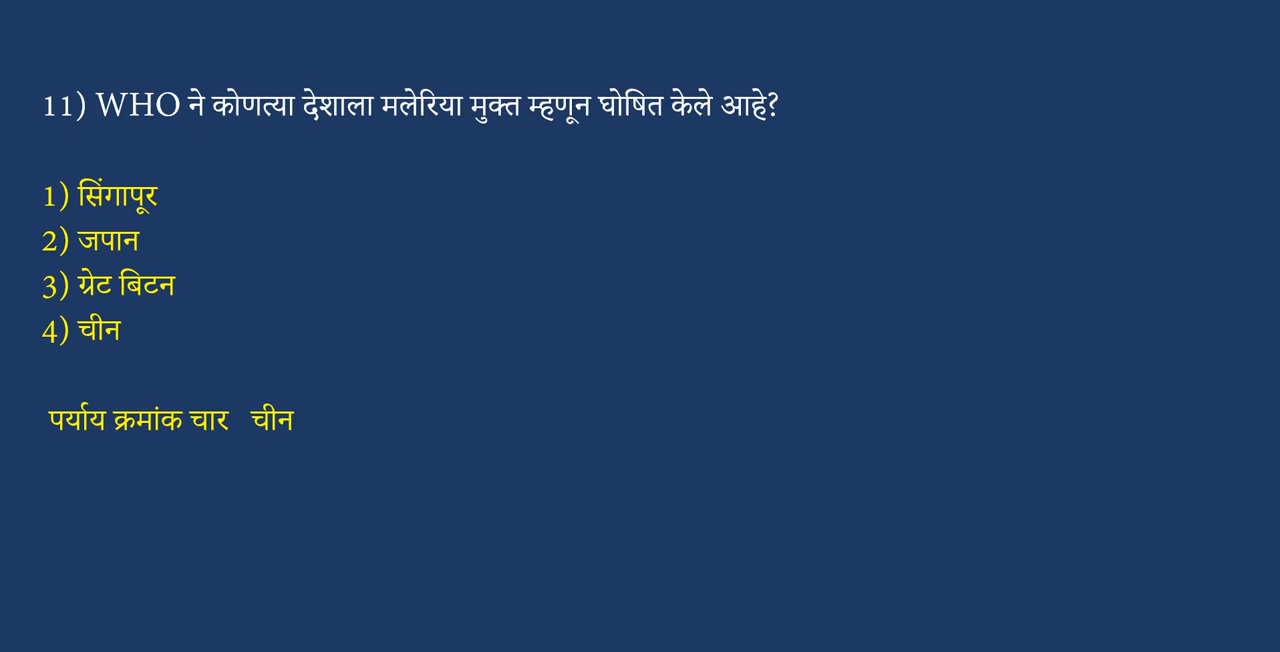 11) WHO ने कोणत्या देशाला मलेरिया मुक्त म्हणून घोषित केले आहे?
1) सिंगापूर
2) जपान
3) ग्रेट बिटन
4) चीन
पर्याय क्रमांक चार चीन